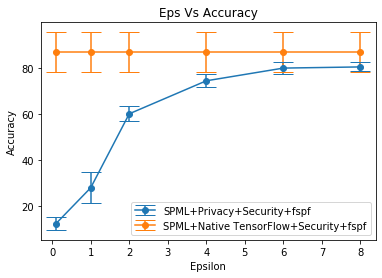 Eps Vs Accuracy
Accuracy
80
60
40
20
SPML+Privacy+Security+fspf
SPML+Native TensorFlow+Security+fspf
0 1 2 3 4 5 6 7 8
Epsilon